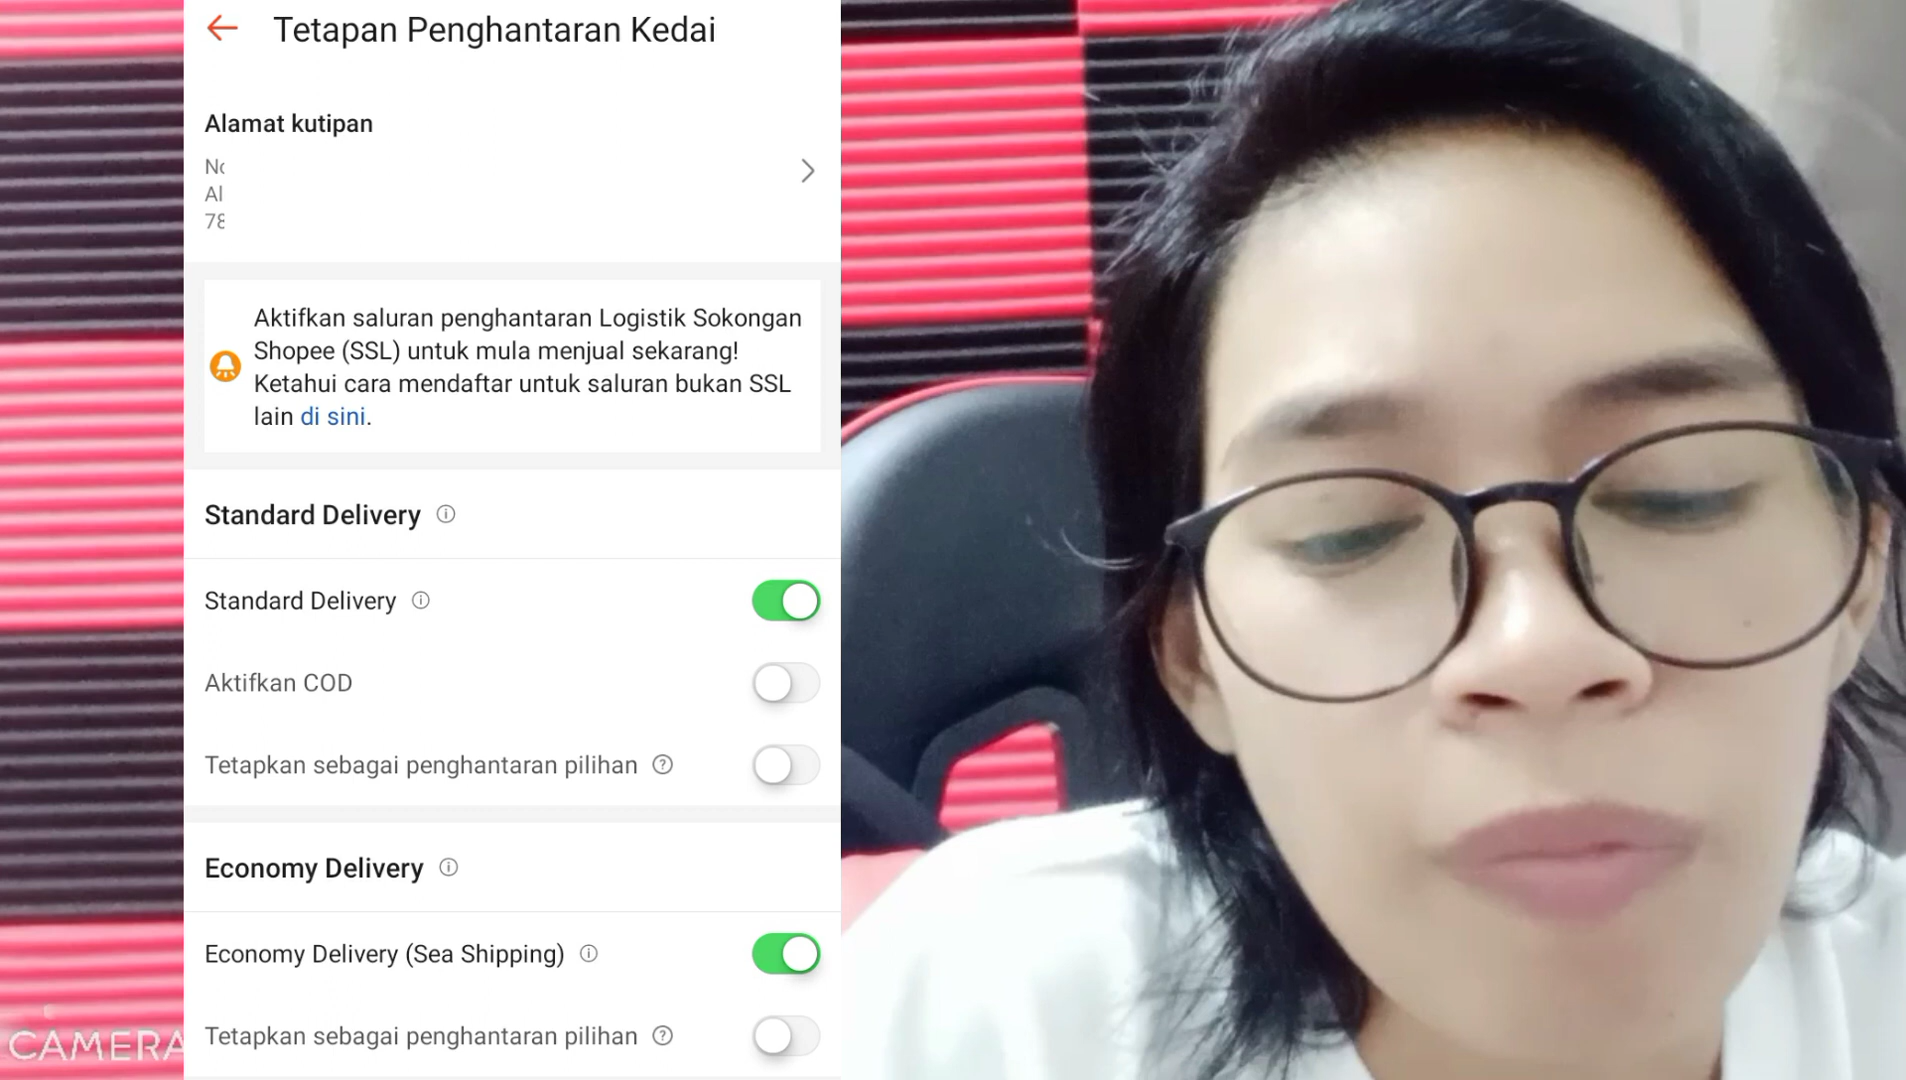 Tetapan Penghantaran Kedai
Alamat kutipan
78
Aktifkan saluran penghantaran Logistik Sokongan
Shopee (SSL) untuk mula menjual sekarang!
Ketahui cara mendaftar untuk saluran bukan SSL
lain di sini.
Standard Delivery
Standard Delivery
Aktifkan COD
Tetapkan sebagai penghantaran pilihan
Economy Delivery
Economy Delivery (Sea Shipping)
Tetapkan sebagai penghantaran pilihan
CAMERA